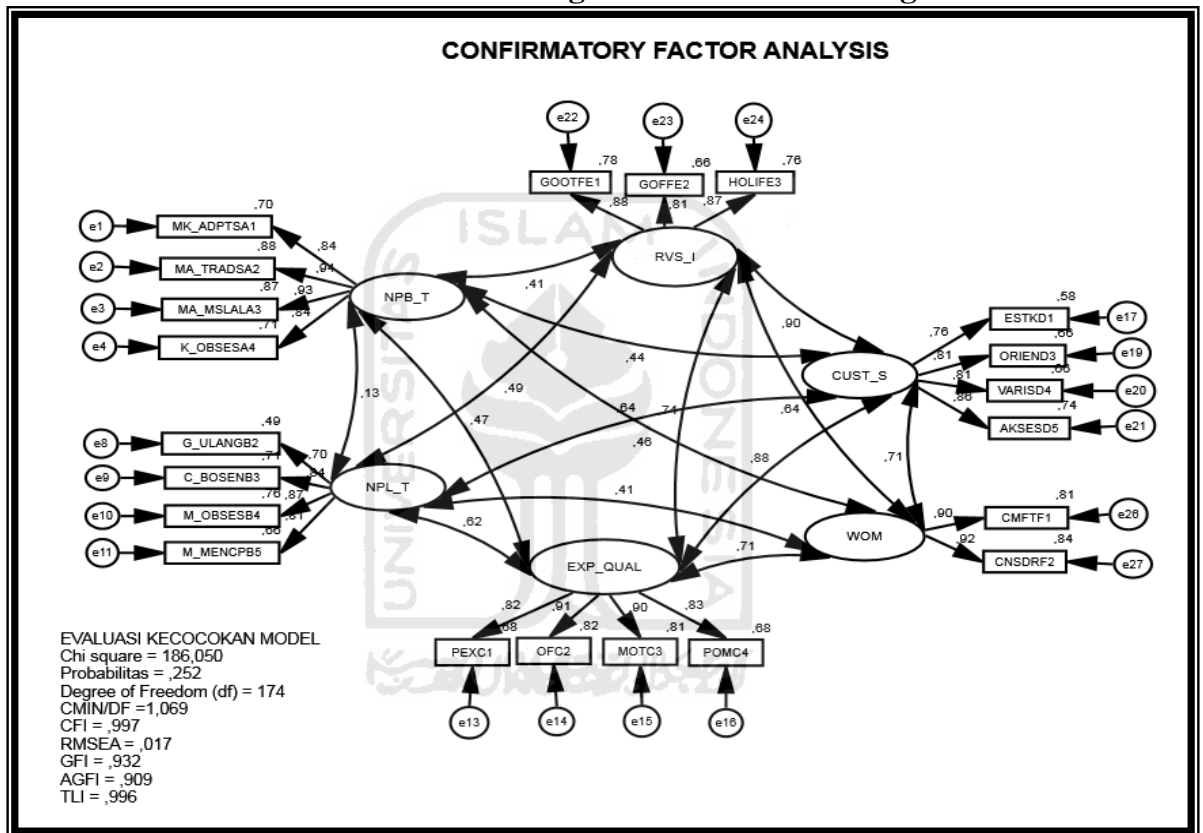 CONFIRMATORY FACTOR ANALYSIS
e22
e23
e24
,78
,66
,76
GOOTFE1
GOFFE2
HOLIFE3
,88
,81
,87
RVS_I
,70
e1
MK_ADPTSA1
,84
,88
e2
MA_TRADSA2
,94
,87
e3
MA_MSLALA3
,93
,71
e4
K_OBSESA4
,84
NPB_T
,41
,90
,44
,49
,13
,47
,64
,71
,46
,64
,88
,71
,41
,62
,71
,58
ESTKD1
e17
,76
,66
ORIEND3
e19
,81
,66
VARISD4
e20
,81
,74
AKSESD5
e21
,86
CUST_S
,49
e8
G_ULANGB2
,70
,71
e9
C_BOSENB3
,84
,76
e10
M_OBSESB4
,87
,66
e11
M_MENCPB5
,81
NPL_T
,81
CMFTF1
e26
,90
,84
CNSDRF2
e27
,92
WOM
EXP_QUAL
,82
,91
,90
,83
,68
,82
,81
,68
PEXC1
OFC2
MOTC3
POMC4
e13
e14
e15
e16
EVALUASI KECOCOKAN MODEL
Chi square = 186,050
Probabilitas = ,252
Degree of Freedom (df) = 174
CMIN/DF =1,069
CFI = ,997
RMSEA = ,017
GFI = ,932
AGFI = ,909
TLI = ,996
UNIVERSITAS
ISLAM
INDONESIA